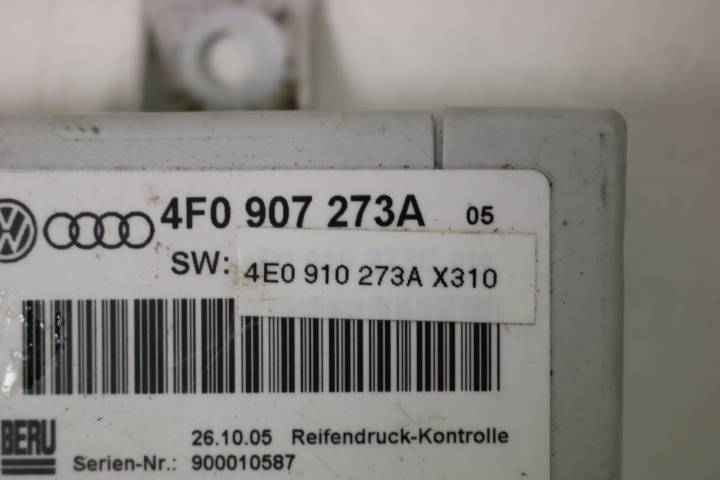 4F0 907 273A 05
SW: 4E0 910 273A X310
BERU
26.10.05 Reifendruck-Kontrolle
Serien-Nr.: 900010587